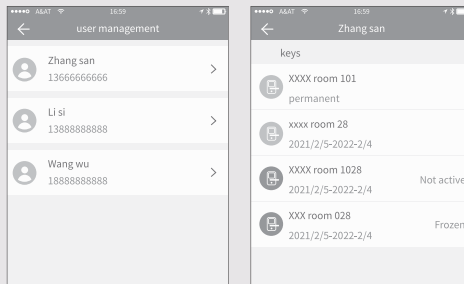 A&AT 16:59
user management
Zhang san
13666666666
Li si
13888888888
Wang wu
18888888888
A&AT 16:59
Zhang san
keys
XXXX room 101
permanent
xxxx room 28
2021/2/5-2022-2/4
XXXX room 1028
2021/2/5-2022-2/4
Not active
XXX room 028
2021/2/5-2022-2/4
Frozen